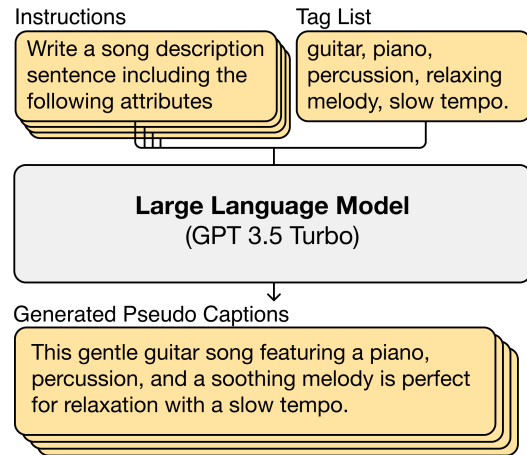 Instructions
Write a song description
sentence including the
following attributes
Tag List
guitar, piano,
percussion, relaxing
melody, slow tempo.
Large Language Model
(GPT 3.5 Turbo)
Generated Pseudo Captions
This gentle guitar song featuring a piano,
percussion, and a soothing melody is perfect
for relaxation with a slow tempo.